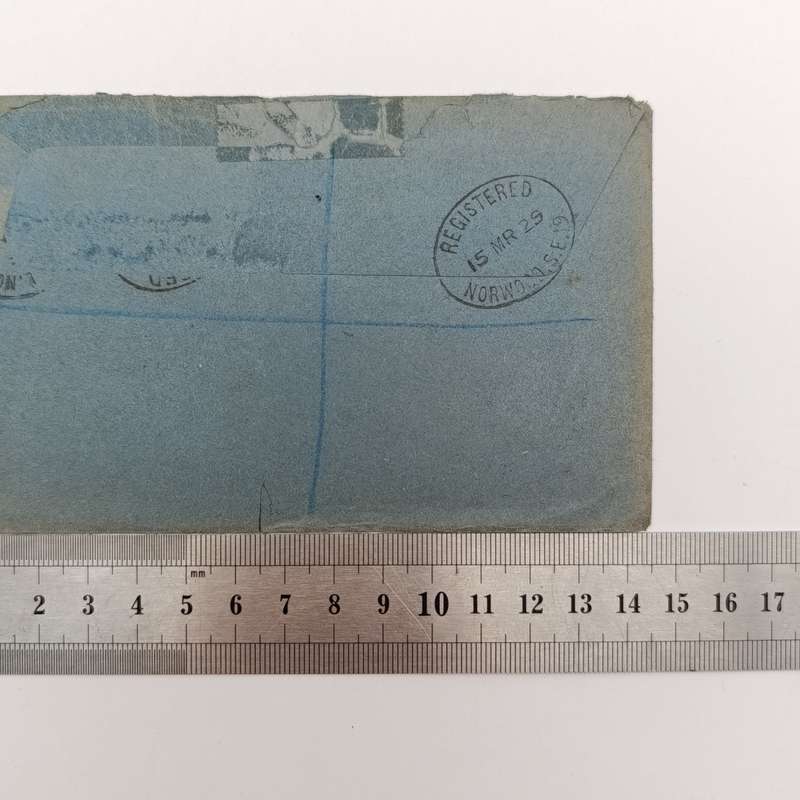 REGISTERED
15 MR 29
NORWOOD. S.E.19
mm
2 3 4 5 6 7 8 9 10 11 12 13 14 15 16 17